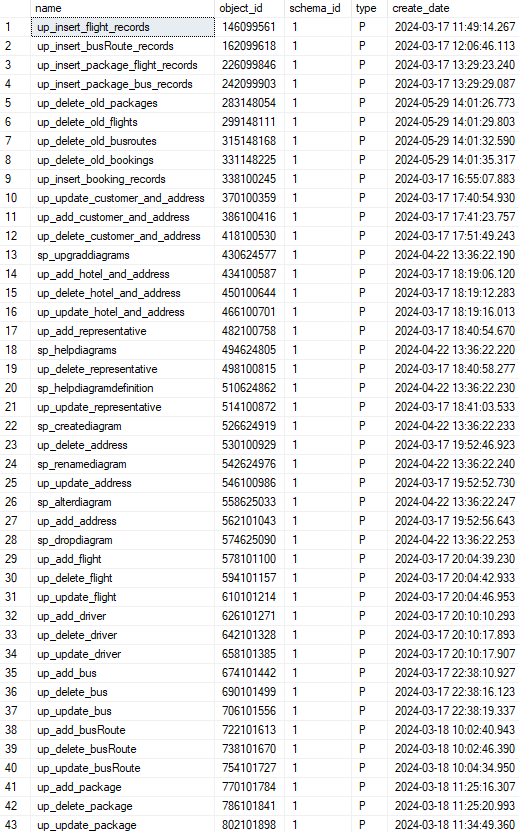 name object_id schema_id type create_date
1 up_insert_flight_records 146099561 1 P 2024-03-17 11:49:14.267
2 up_insert_busRoute_records 162099618 1 P 2024-03-17 12:06:46.113
3 up_insert_package_flight_records 226099846 1 P 2024-03-17 13:29:23.240
4 up_insert_package_bus_records 242099903 1 P 2024-03-17 13:29:29.087
5 up_delete_old_packages 283148054 1 P 2024-05-29 14:01:26.773
6 up_delete_old_flights 299148111 1 P 2024-05-29 14:01:29.803
7 up_delete_old_busroutes 315148168 1 P 2024-05-29 14:01:32.590
8 up_delete_old_bookings 331148225 1 P 2024-05-29 14:01:35.317
9 up_insert_booking_records 338100245 1 P 2024-03-17 16:55:07.883
10 up_update_customer_and_address 370100359 1 P 2024-03-17 17:40:54.930
11 up_add_customer_and_address 386100416 1 P 2024-03-17 17:41:23.757
12 up_delete_customer_and_address 418100530 1 P 2024-03-17 17:51:49.243
13 sp_upgraddiagrams 430624577 1 P 2024-04-22 13:36:22.190
14 up_add_hotel_and_address 434100587 1 P 2024-03-17 18:19:06.120
15 up_delete_hotel_and_address 450100644 1 P 2024-03-17 18:19:12.283
16 up_update_hotel_and_address 466100701 1 P 2024-03-17 18:19:16.013
17 up_add_representative 482100758 1 P 2024-03-17 18:40:54.670
18 sp_helpdiagrams 494624805 1 P 2024-04-22 13:36:22.220
19 up_delete_representative 498100815 1 P 2024-03-17 18:40:58.277
20 sp_helpdiagramdefinition 510624862 1 P 2024-04-22 13:36:22.230
21 up_update_representative 514100872 1 P 2024-03-17 18:41:03.533
22 sp_creatediagram 526624919 1 P 2024-04-22 13:36:22.233
23 up_delete_address 530100929 1 P 2024-03-17 19:52:46.923
24 sp_renamediagram 542624976 1 P 2024-04-22 13:36:22.240
25 up_update_address 546100986 1 P 2024-03-17 19:52:52.730
26 sp_alterdiagram 558625033 1 P 2024-04-22 13:36:22.247
27 up_add_address 562101043 1 P 2024-03-17 19:52:56.643
28 sp_dropdiagram 574625090 1 P 2024-04-22 13:36:22.253
29 up_add_flight 578101100 1 P 2024-03-17 20:04:39.230
30 up_delete_flight 594101157 1 P 2024-03-17 20:04:42.933
31 up_update_flight 610101214 1 P 2024-03-17 20:04:46.953
32 up_add_driver 626101271 1 P 2024-03-17 20:10:10.293
33 up_delete_driver 642101328 1 P 2024-03-17 20:10:17.893
34 up_update_driver 658101385 1 P 2024-03-17 20:10:17.907
35 up_add_bus 674101442 1 P 2024-03-17 22:38:10.927
36 up_delete_bus 690101499 1 P 2024-03-17 22:38:16.123
37 up_update_bus 706101556 1 P 2024-03-17 22:38:19.337
38 up_add_busRoute 722101613 1 P 2024-03-18 10:02:40.943
39 up_delete_busRoute 738101670 1 P 2024-03-18 10:02:46.390
40 up_update_busRoute 754101727 1 P 2024-03-18 10:04:34.950
41 up_add_package 770101784 1 P 2024-03-18 11:25:16.307
42 up_delete_package 786101841 1 P 2024-03-18 11:25:20.993
43 up_update_package 802101898 1 P 2024-03-18 11:34:49.360